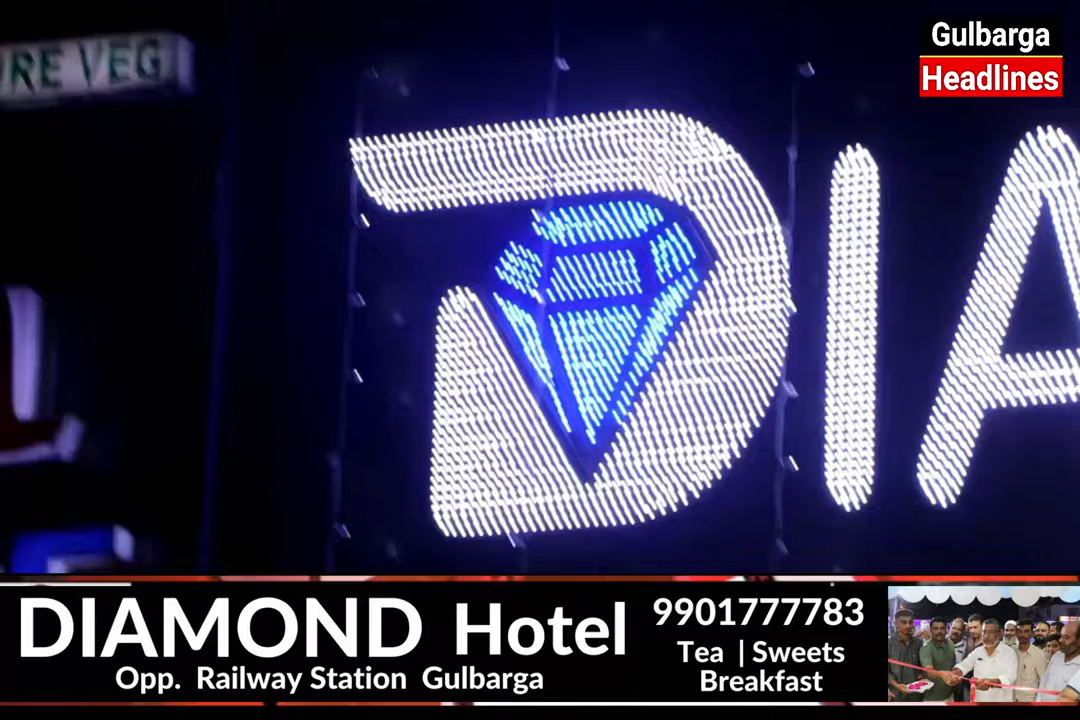 Gulbarga
Headlines
RE VEG
DIA
DIAMOND Hotel
Opp. Railway Station Gulbarga
9901777783
Tea | Sweets
Breakfast